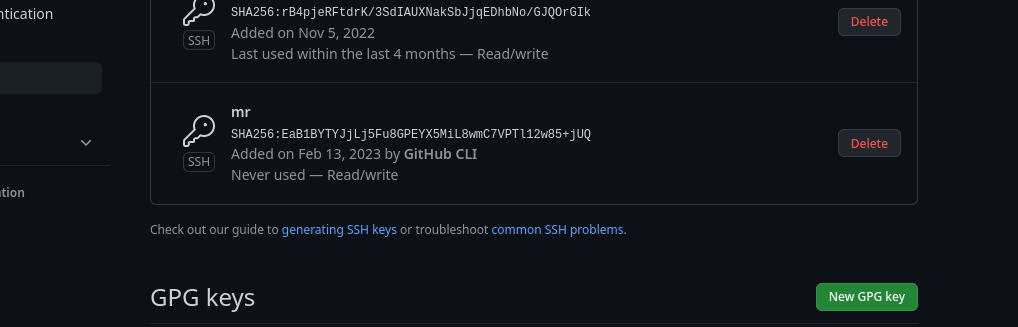 ntication
SHA256:rB4pjeRFtdrK/3SdIAUXNakSbJjqEDhbNo/GJQOrGIk
Delete
SSH
Added on Nov 5, 2022
Last used within the last 4 months — Read/write
mr
SHA256:EaB1BYTYJjLj5Fu8GPEYX5MiL8wmC7VPTl12w85+jUQ
Delete
SSH
Added on Feb 13, 2023 by GitHub CLI
Never used — Read/write
ation
Check out our guide to generating SSH keys or troubleshoot common SSH problems.
GPG keys
New GPG key